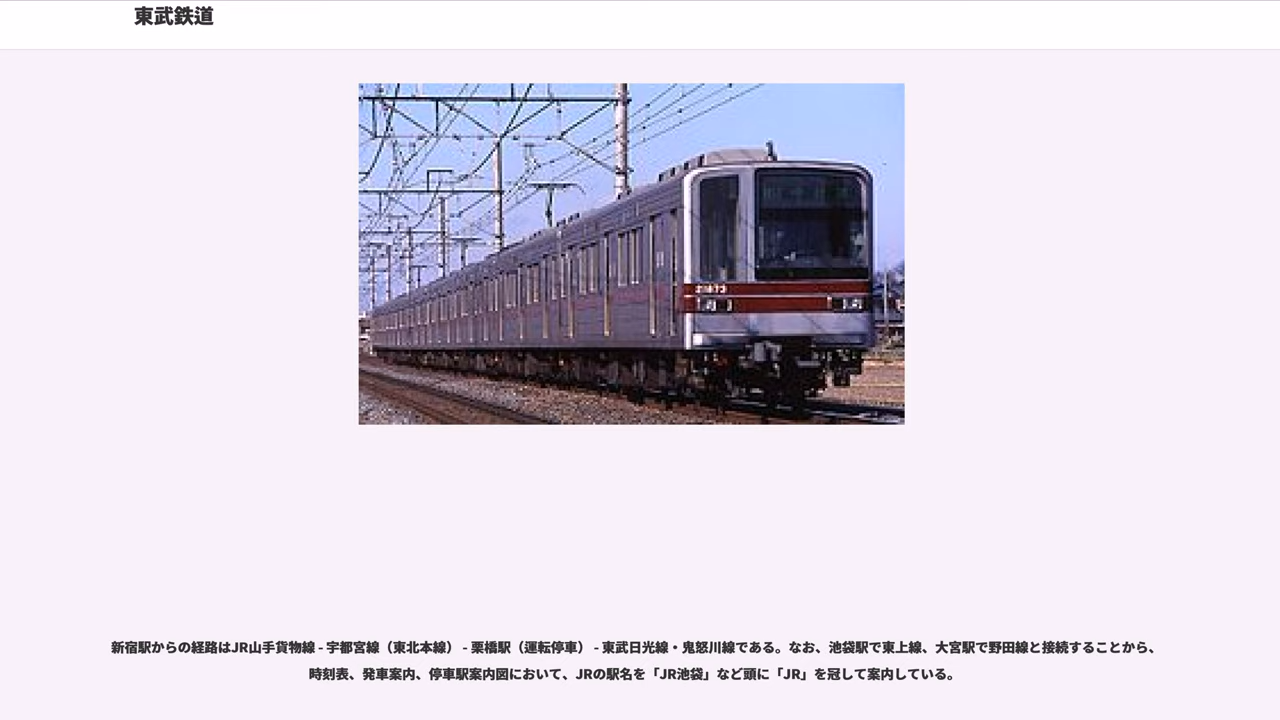 東武鉄道
新宿駅からの経路はJR山手貨物線 - 宇都宮線（東北本線） - 栗橋駅（運転停車） - 東武日光線・鬼怒川線である。なお、池袋駅で東上線、大宮駅で野田線と接続することから、
時刻表、発車案内、停車駅案内図において、JRの駅名を「JR池袋」など頭に「JR」を冠して案内している。